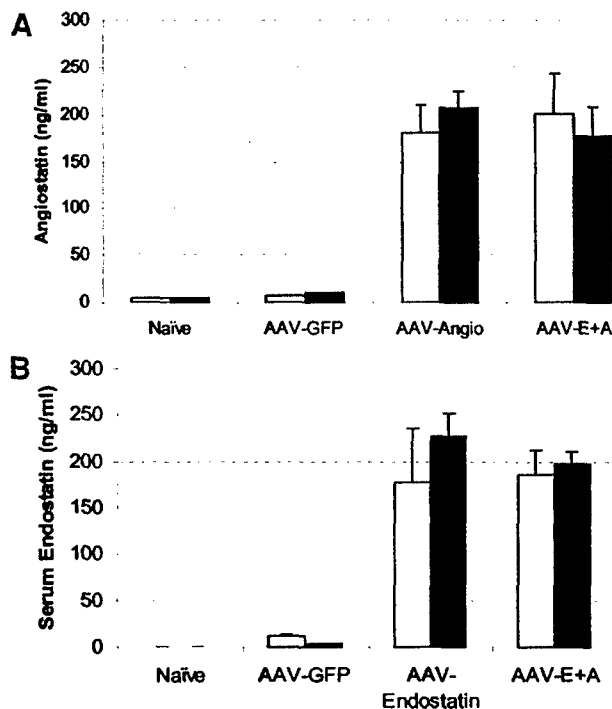 A
Angiostatin (ng/ml)
300
250
200
150
100
50
0
Naïve AAV-GFP AAV-Angio AAV-E+A
B
Serum Endostatin (ng/ml)
300
250
200
150
100
50
0
Naïve AAV-GFP AAV-Endostatin AAV-E+A